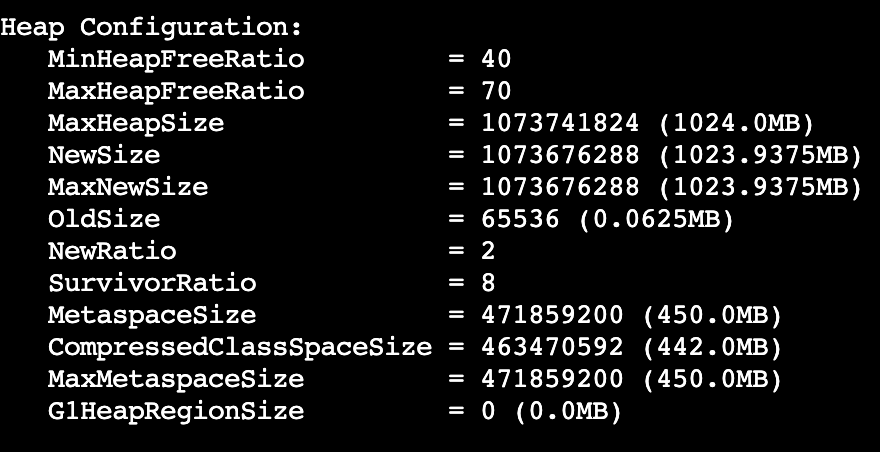 Heap Configuration:
   MinHeapFreeRatio         = 40
   MaxHeapFreeRatio         = 70
   MaxHeapSize              = 1073741824 (1024.0MB)
   NewSize                  = 1073676288 (1023.9375MB)
   MaxNewSize               = 1073676288 (1023.9375MB)
   OldSize                  = 65536 (0.0625MB)
   NewRatio                 = 2
   SurvivorRatio            = 8
   MetaspaceSize            = 471859200 (450.0MB)
   CompressedClassSpaceSize = 463470592 (442.0MB)
   MaxMetaspaceSize         = 471859200 (450.0MB)
   G1HeapRegionSize         = 0 (0.0MB)